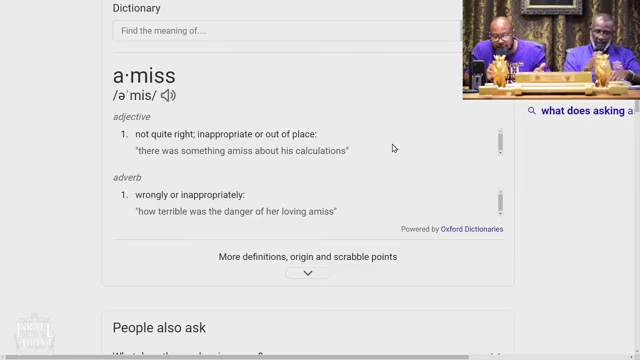 Dictionary
Find the meaning of....
a·miss
/əˈmis/
adjective
1. not quite right; inappropriate or out of place:
"there was something amiss about his calculations"
adverb
1. wrongly or inappropriately:
"how terrible was the danger of her loving amiss"
Powered by Oxford Dictionaries
More definitions, origin and scrabble points
People also ask
what does asking a